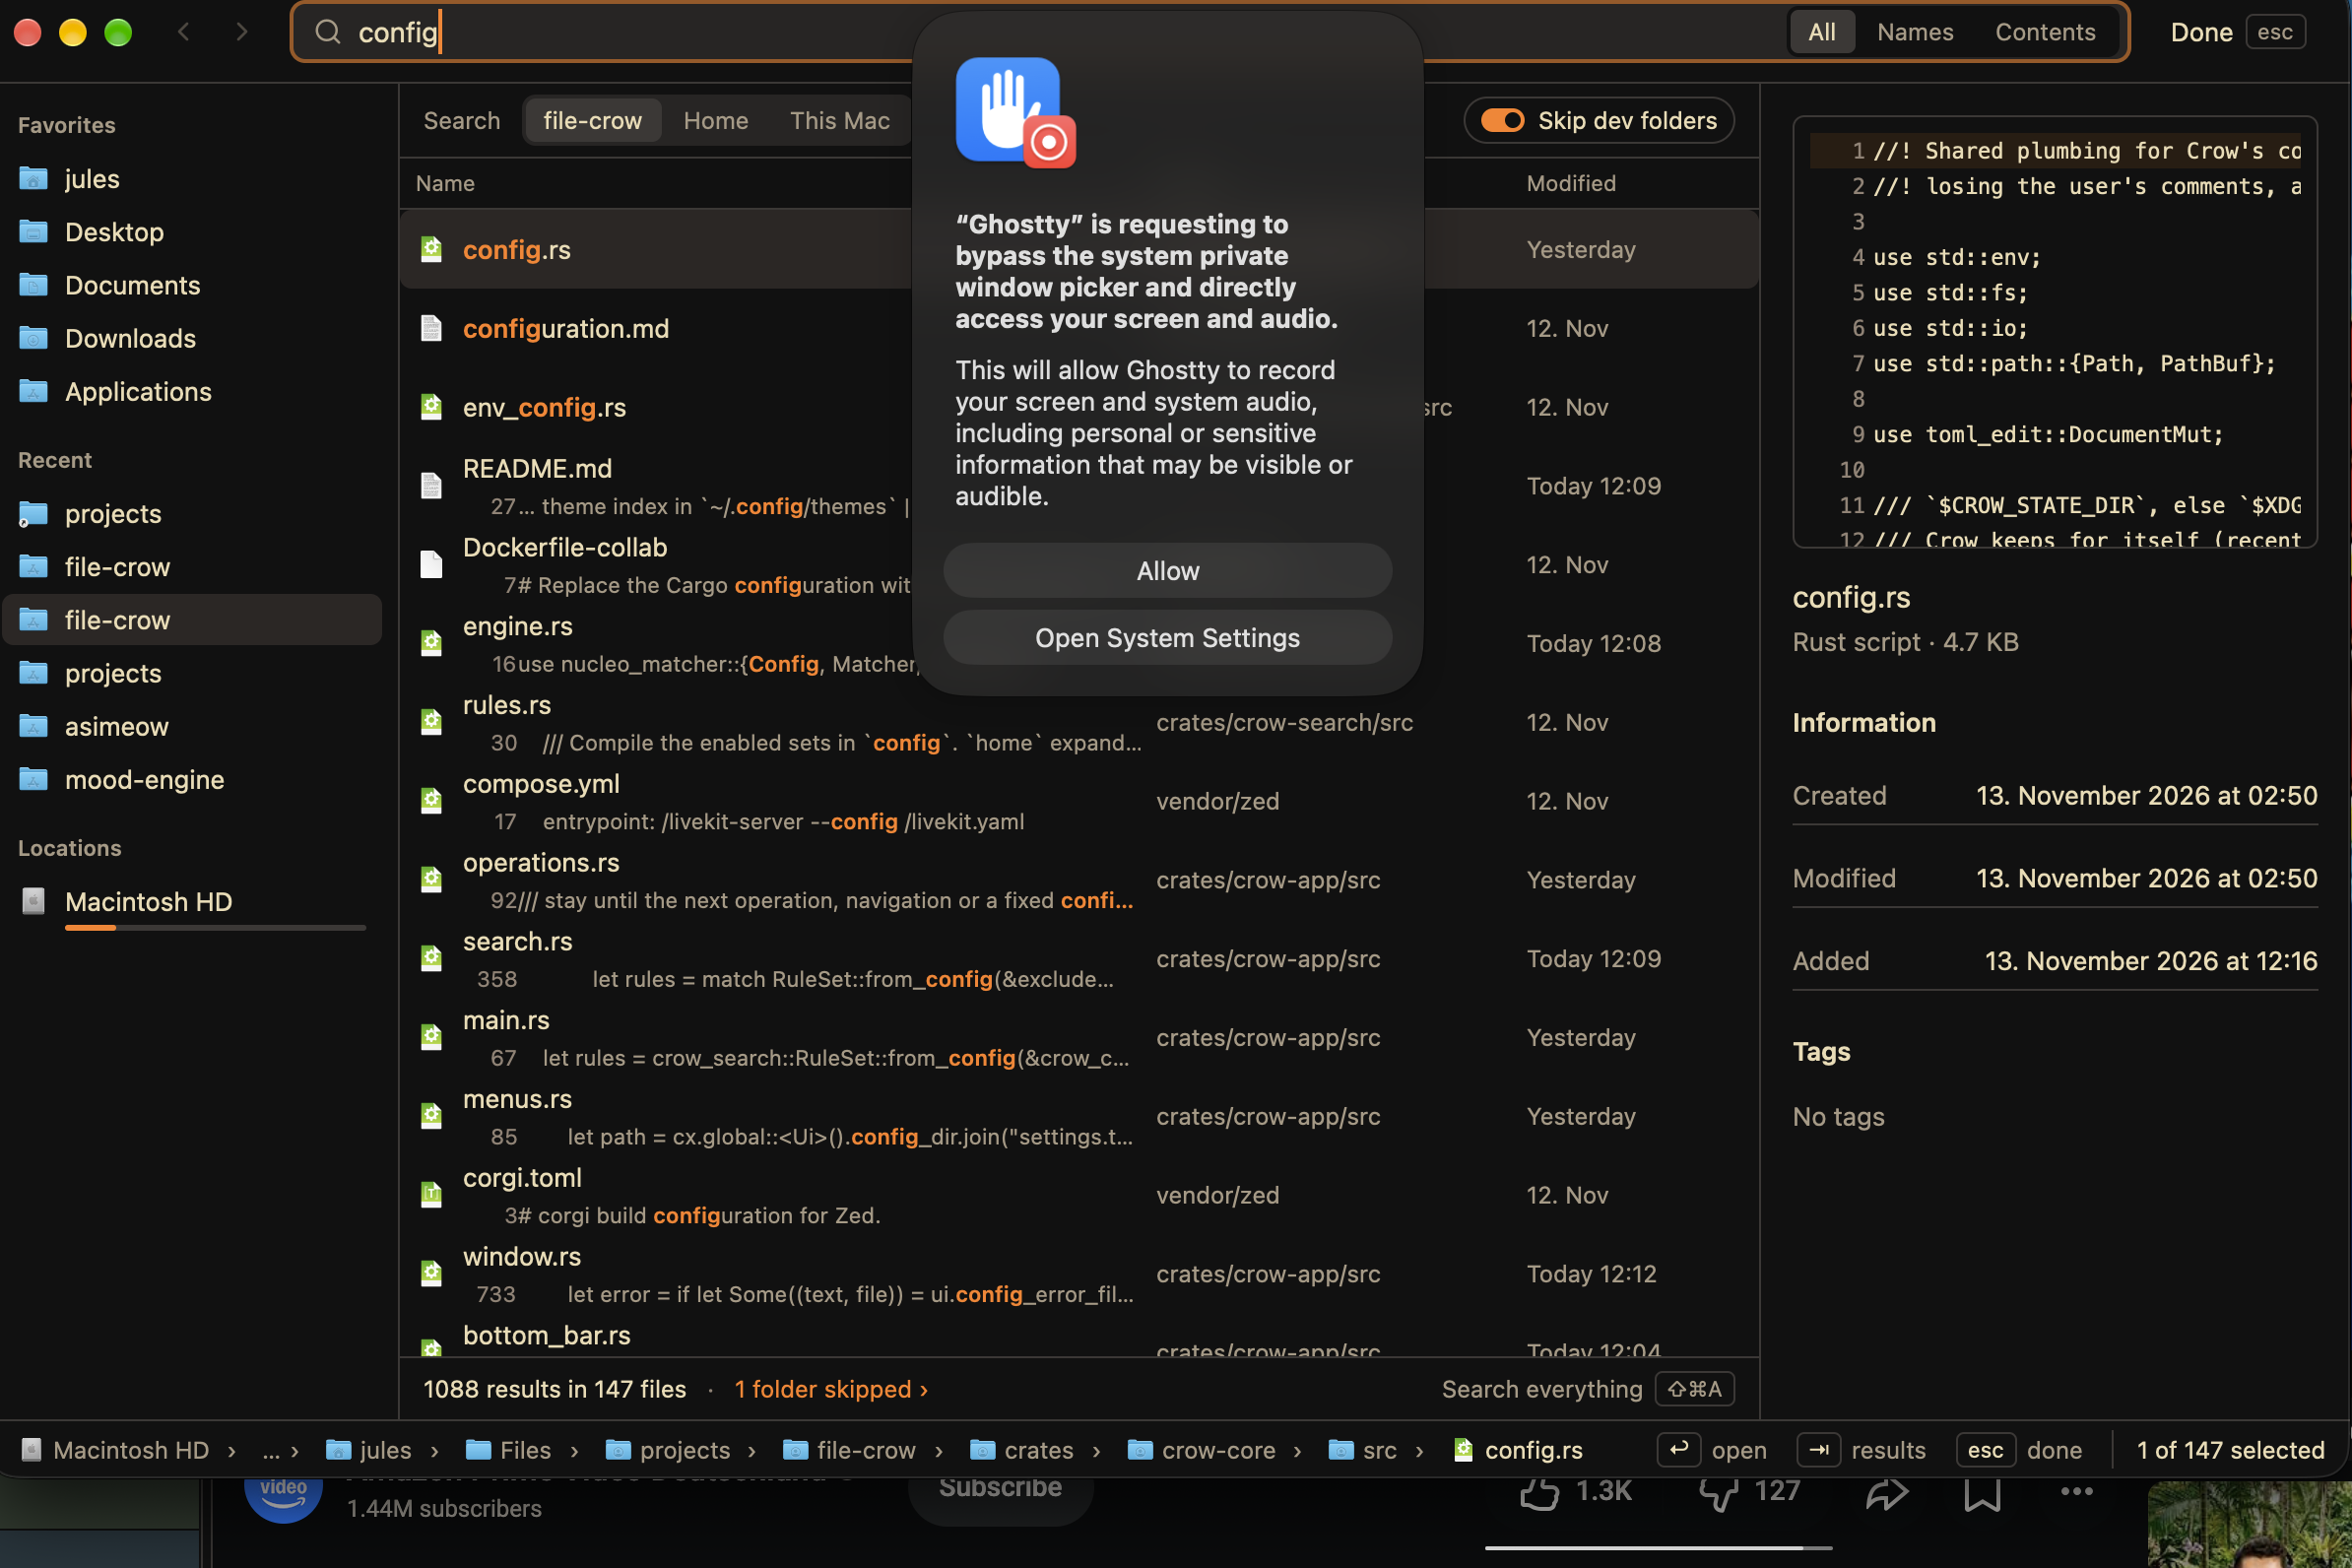 config
All
Names
Contents
Done
esc
Favorites
jules
Desktop
Documents
Downloads
Applications
Recent
projects
file-crow
file-crow
projects
asimeow
mood-engine
Locations
Macintosh HD
Search
file-crow
Home
This Mac
Skip dev folders
Name
Modified
config.rs
Yesterday
configuration.md
12. Nov
env_config.rs
src
12. Nov
README.md
27... theme index in `~/.config/themes` |
Today 12:09
Dockerfile-collab
7# Replace the Cargo configuration wit
12. Nov
engine.rs
16use nucleo_matcher::{Config, Matcher,
Today 12:08
rules.rs
30 /// Compile the enabled sets in `config`. `home` expand...
crates/crow-search/src
12. Nov
compose.yml
17 entrypoint: /livekit-server --config /livekit.yaml
vendor/zed
12. Nov
operations.rs
92/// stay until the next operation, navigation or a fixed confi...
crates/crow-app/src
Yesterday
search.rs
358 let rules = match RuleSet::from_config(&exclude...
crates/crow-app/src
Today 12:09
main.rs
67 let rules = crow_search::RuleSet::from_config(&crow_c...
crates/crow-app/src
Yesterday
menus.rs
85 let path = cx.global::<Ui>().config_dir.join("settings.t...
crates/crow-app/src
Yesterday
corgi.toml
3# corgi build configuration for Zed.
vendor/zed
12. Nov
window.rs
733 let error = if let Some((text, file)) = ui.config_error_fil...
crates/crow-app/src
Today 12:12
bottom_bar.rs
crates/crow-app/src
Today 12:04
1088 results in 147 files · 1 folder skipped ›
Search everything ⇧⌘A
“Ghostty” is requesting to
bypass the system private
window picker and directly
access your screen and audio.
This will allow Ghostty to record
your screen and system audio,
including personal or sensitive
information that may be visible or
audible.
Allow
Open System Settings
1 //! Shared plumbing for Crow's co
2 //! losing the user's comments, a
3
4 use std::env;
5 use std::fs;
6 use std::io;
7 use std::path::{Path, PathBuf};
8
9 use toml_edit::DocumentMut;
10
11 /// `$CROW_STATE_DIR`, else `$XDG
12 /// Crow keeps for itself (recent
config.rs
Rust script · 4.7 KB
Information
Created 13. November 2026 at 02:50
Modified 13. November 2026 at 02:50
Added 13. November 2026 at 12:16
Tags
No tags
Macintosh HD › ... › jules › Files › projects › file-crow › crates › crow-core › src › config.rs
open
results
esc done
1 of 147 selected
video
1.44M subscribers
Subscribe
1.3K
127